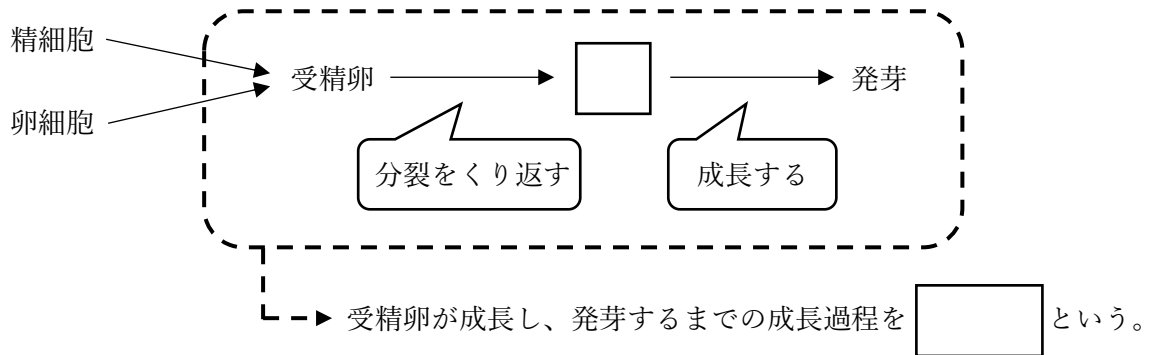 精細胞
卵細胞
受精卵
発芽
分裂をくり返す
成長する
受精卵が成長し、発芽するまでの成長過程を
という。